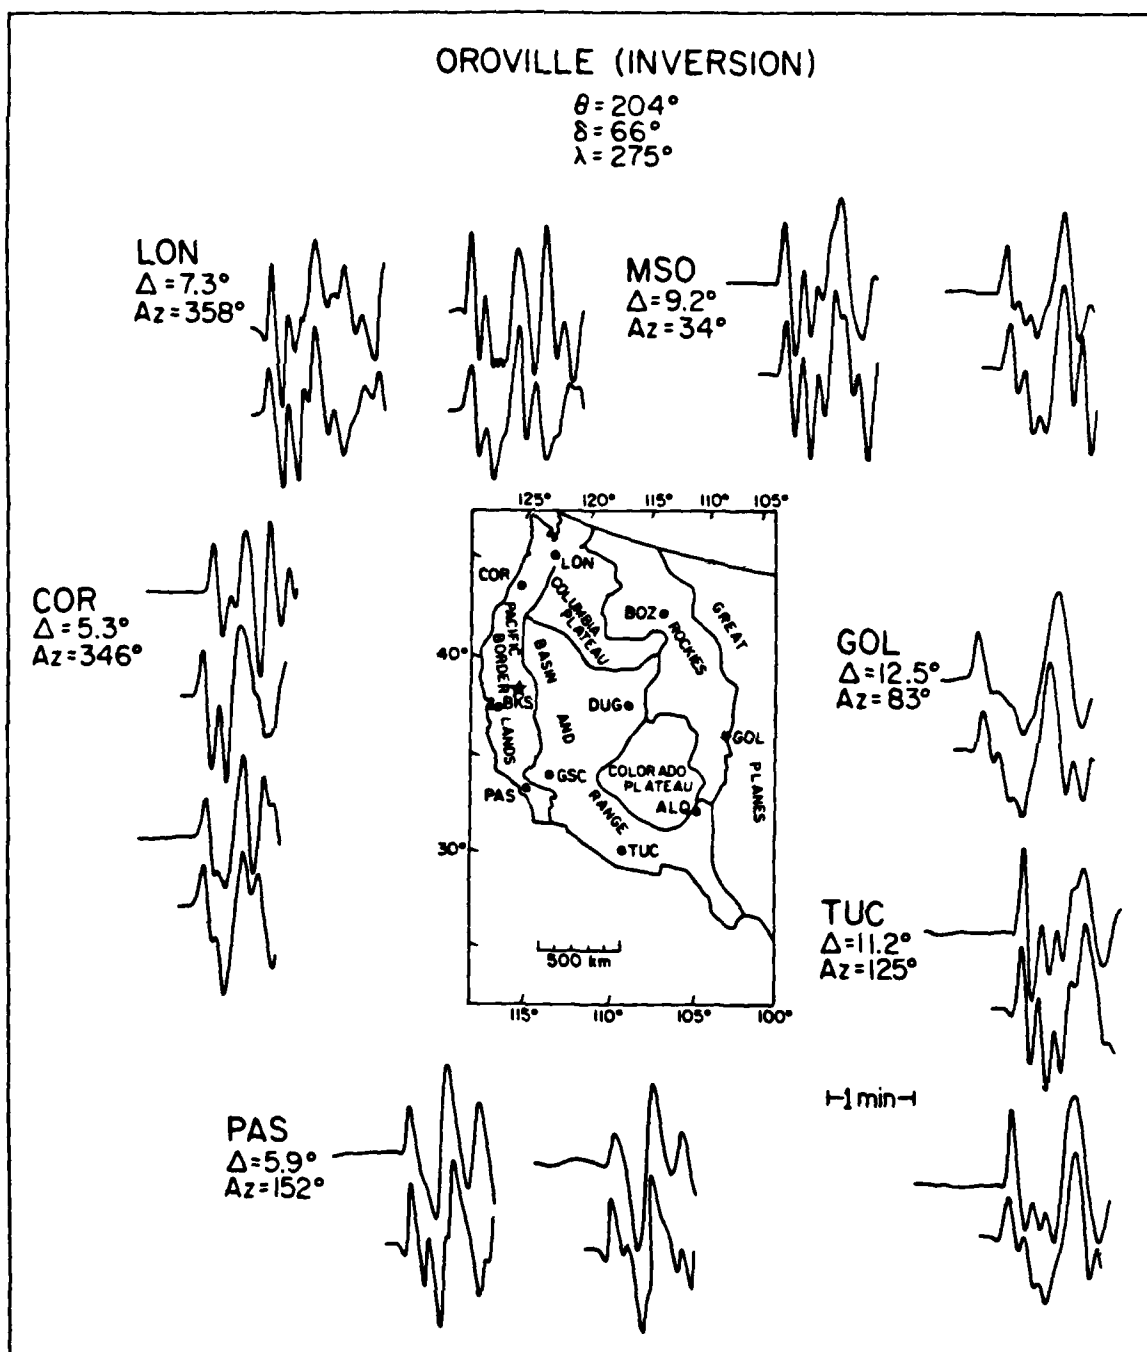 OROVILLE (INVERSION)
θ = 204°
δ = 66°
λ = 275°
LON
Δ = 7.3°
Az = 358°
MSO
Δ = 9.2°
Az = 34°
COR
Δ = 5.3°
Az = 346°
125° 120° 115° 110° 105°
LON
COR
COLUMBIA
PLATEAU
BOZ
ROCKIES
GREAT
PLANES
PACIFIC
BORDER
LANDS
BASIN
AND
RANGE
40°
BKS
DUG
GOL
GSC
COLORADO
PLATEAU
PAS
ALQ
30°
TUC
500 km
115° 110° 105° 100°
GOL
Δ = 12.5°
Az = 83°
TUC
Δ = 11.2°
Az = 125°
1 min
PAS
Δ = 5.9°
Az = 152°